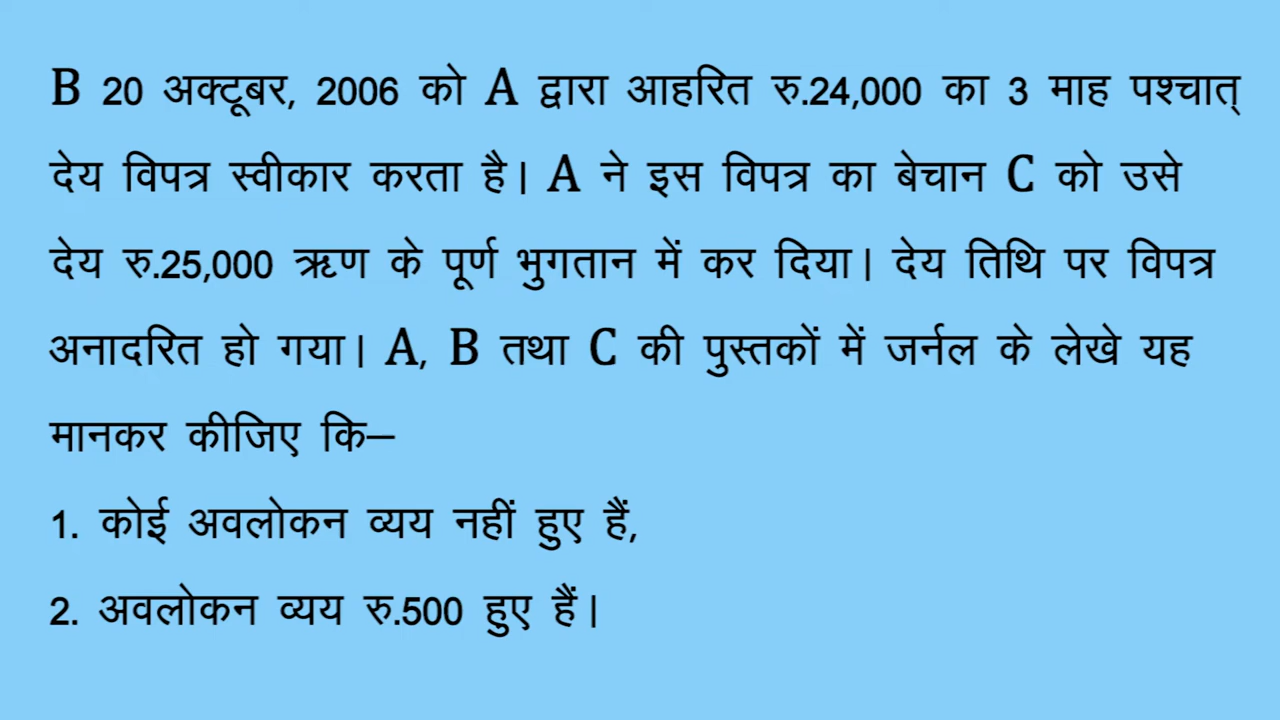 B 20 अक्टूबर, 2006 को A द्वारा आहरित रु.24,000 का 3 माह पश्चात्
देय विपत्र स्वीकार करता है। A ने इस विपत्र का बेचान C को उसे
देय रु.25,000 ऋण के पूर्ण भुगतान में कर दिया। देय तिथि पर विपत्र
अनादरित हो गया। A, B तथा C की पुस्तकों में जर्नल के लेखे यह
मानकर कीजिए कि–
1. कोई अवलोकन व्यय नहीं हुए हैं,
2. अवलोकन व्यय रु.500 हुए हैं।